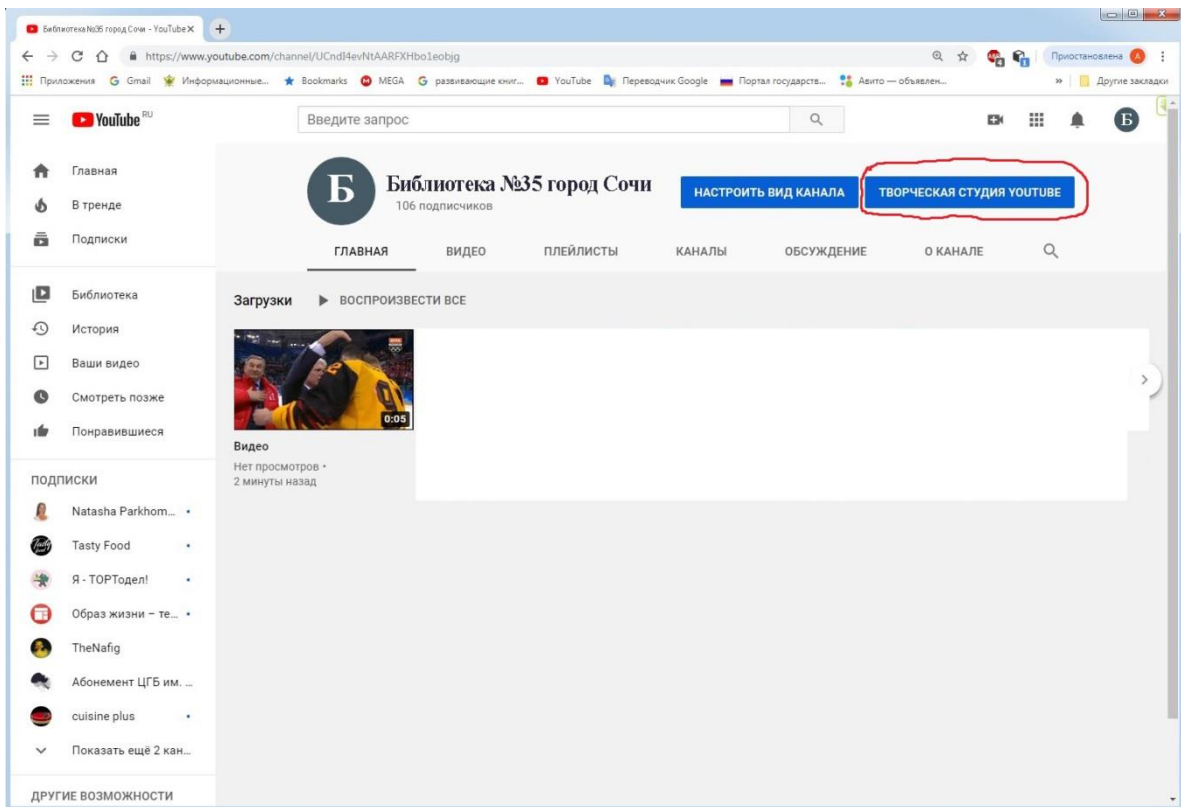 Библиотека №35 город Сочи - YouTube
https://www.youtube.com/channel/UCndl4evNtAARFXHbo1eobjg
Приостановлена
Приложения Gmail Информационные... Bookmarks MEGA развивающие книг... YouTube Переводчик Google Портал государств... Авито — объявлен... » Другие закладки
YouTube RU
Введите запрос
Б
Главная
В тренде
Подписки
Библиотека
История
Ваши видео
Смотреть позже
Понравившиеся
ПОДПИСКИ
Natasha Parkhom...
Tasty Food
Я - ТОРТодел!
Образ жизни – те...
TheNafig
Абонемент ЦГБ им. ...
cuisine plus
Показать ещё 2 кан...
ДРУГИЕ ВОЗМОЖНОСТИ
Б
Библиотека №35 город Сочи
106 подписчиков
НАСТРОИТЬ ВИД КАНАЛА
ТВОРЧЕСКАЯ СТУДИЯ YOUTUBE
ГЛАВНАЯ ВИДЕО ПЛЕЙЛИСТЫ КАНАЛЫ ОБСУЖДЕНИЕ О КАНАЛЕ
Загрузки ВОСПРОИЗВЕСТИ ВСЕ
0:05
Видео
Нет просмотров •
2 минуты назад